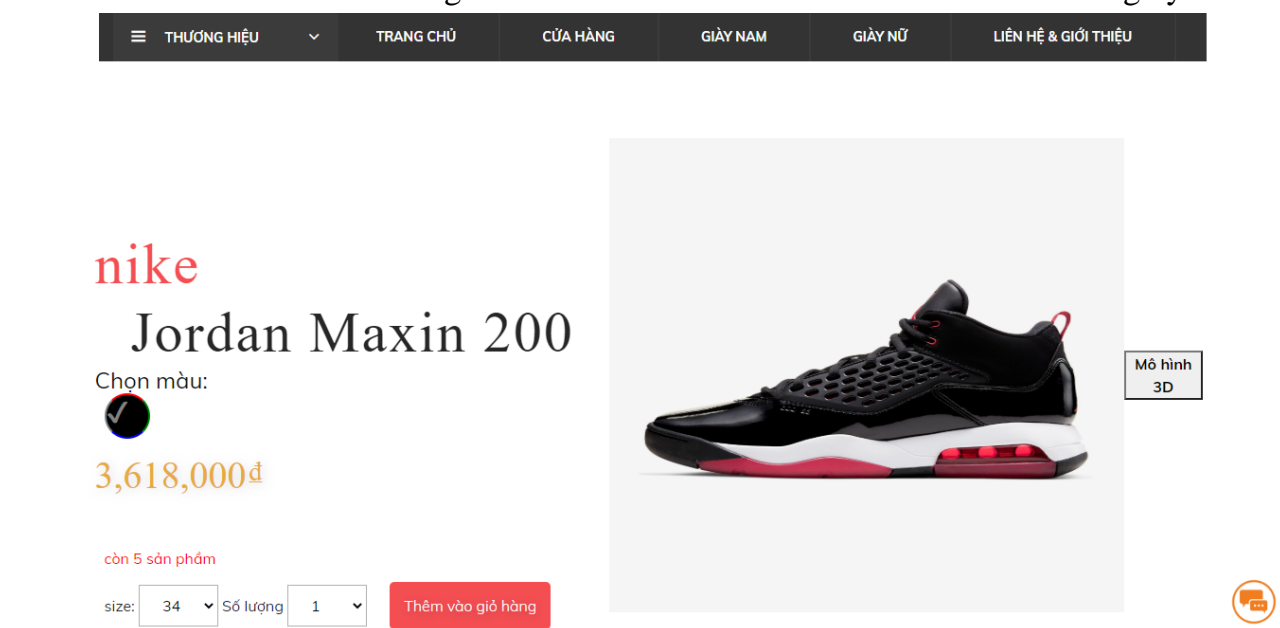 THƯƠNG HIỆU TRANG CHỦ CỬA HÀNG GIÀY NAM GIÀY NỮ LIÊN HỆ & GIỚI THIỆU
nike
Jordan Maxin 200
Chọn màu:
3,618,000₫
còn 5 sản phẩm
size: 34 Số lượng 1 Thêm vào giỏ hàng
Mô hình
3D